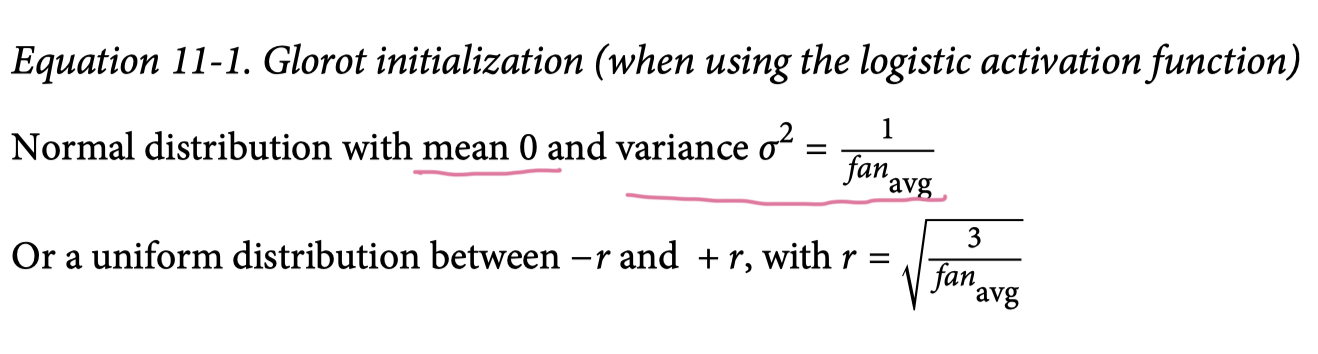 Equation 11-1. Glorot initialization (when using the logistic activation function)
Normal distribution with mean 0 and variance σ² = 1/fan_avg
Or a uniform distribution between −r and + r, with r = √(3/fan_avg)